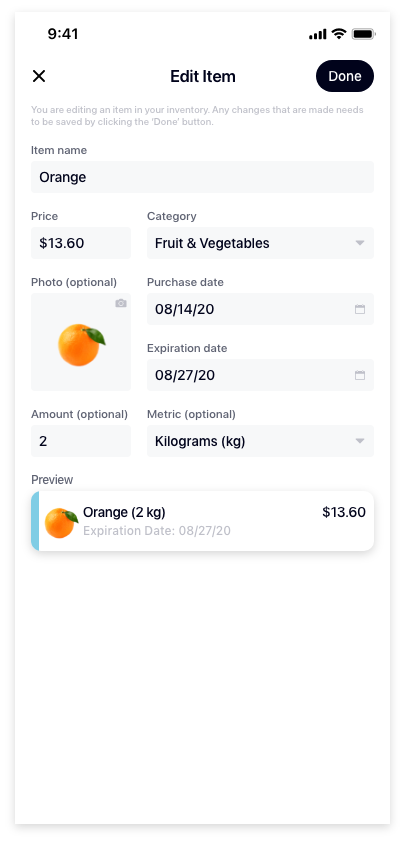 9:41
Edit Item
Done
You are editing an item in your inventory. Any changes that are made needs
to be saved by clicking the 'Done' button.
Item name
Orange
Price
Category
$13.60
Fruit & Vegetables
Photo (optional)
Purchase date
08/14/20
Expiration date
08/27/20
Amount (optional)
Metric (optional)
2
Kilograms (kg)
Preview
Orange (2 kg)
$13.60
Expiration Date: 08/27/20